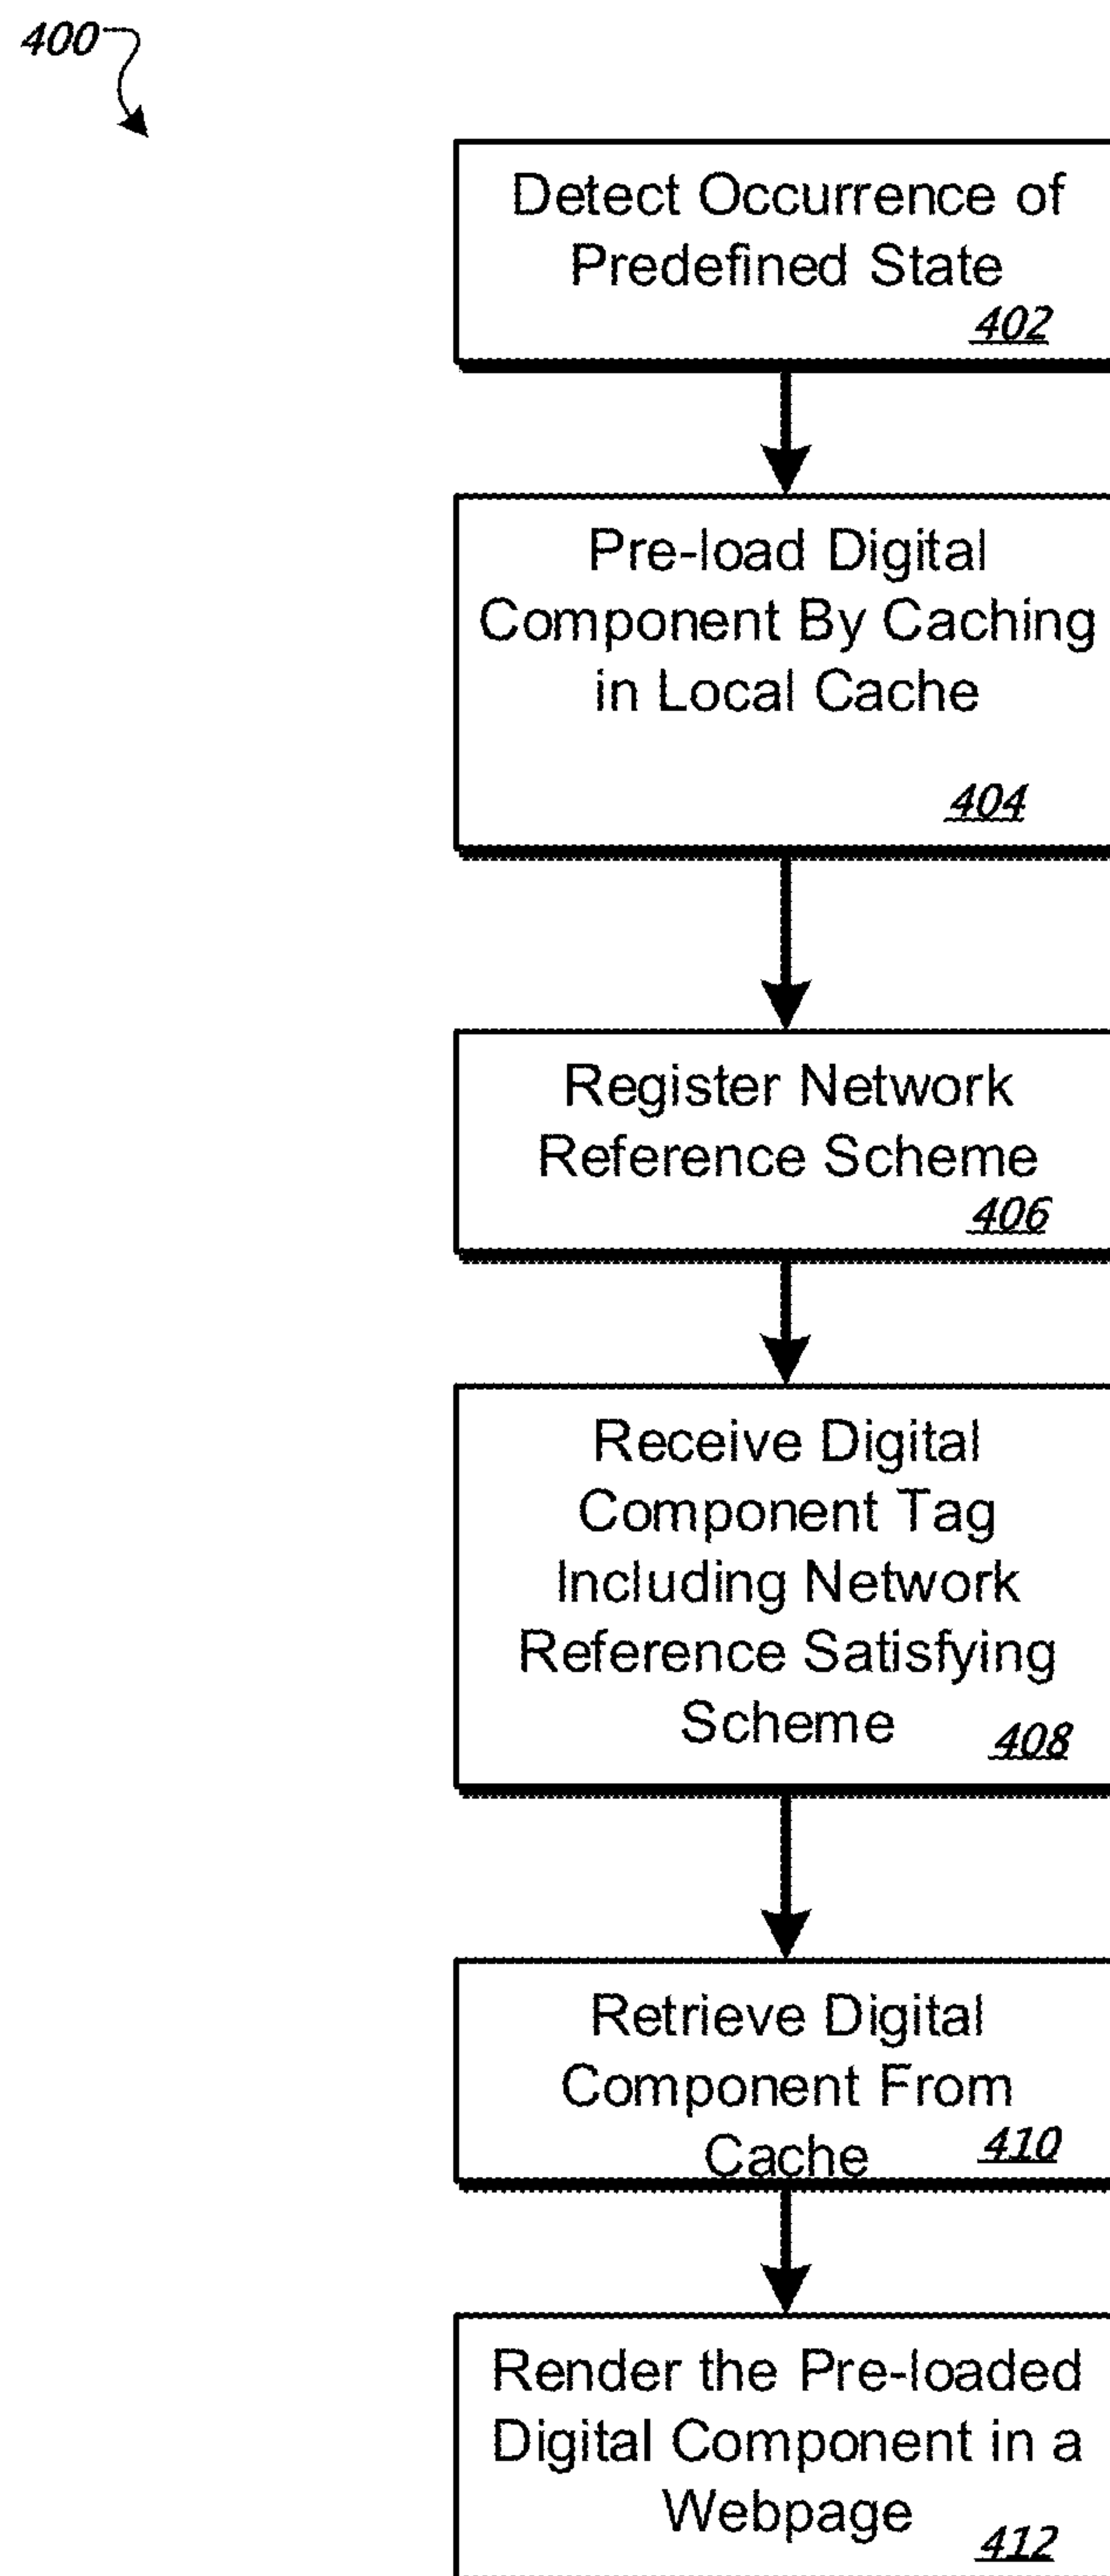 400
Detect Occurrence of
Predefined State
402
Pre-load Digital
Component By Caching
in Local Cache
404
Register Network
Reference Scheme
406
Receive Digital
Component Tag
Including Network
Reference Satisfying
Scheme 408
Retrieve Digital
Component From
Cache 410
Render the Pre-loaded
Digital Component in a
Webpage 412